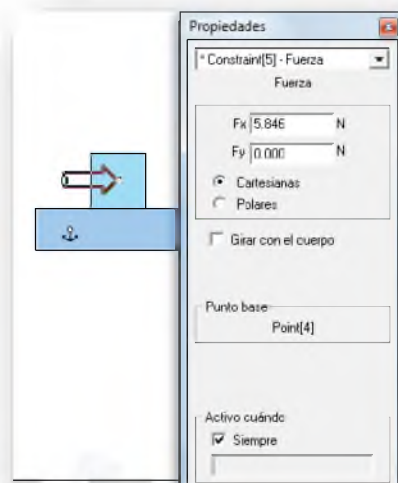 Propiedades
* Constraint[5] - Fuerza
Fuerza
Fx 5.846 N
Fy 0.000 N
Cartesianas
Polares
Girar con el cuerpo
Punto base
Point[4]
Activo cuándo
Siempre